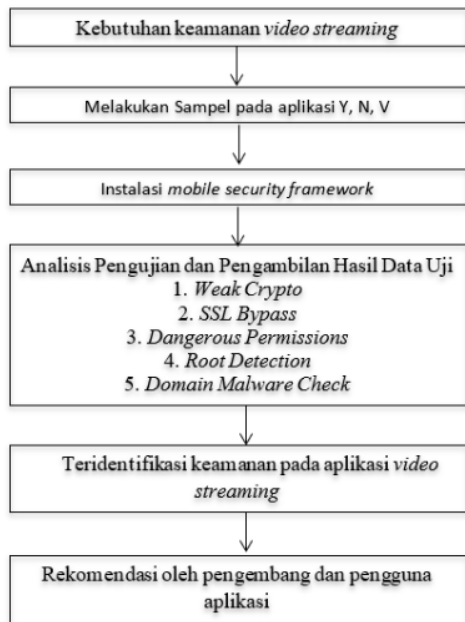 Kebutuhan keamanan video streaming
Melakukan Sampel pada aplikasi Y, N, V
Instalasi mobile security framework
Analisis Pengujian dan Pengambilan Hasil Data Uji
1. Weak Crypto
2. SSL Bypass
3. Dangerous Permissions
4. Root Detection
5. Domain Malware Check
Teridentifikasi keamanan pada aplikasi video
streaming
Rekomendasi oleh pengembang dan pengguna
aplikasi